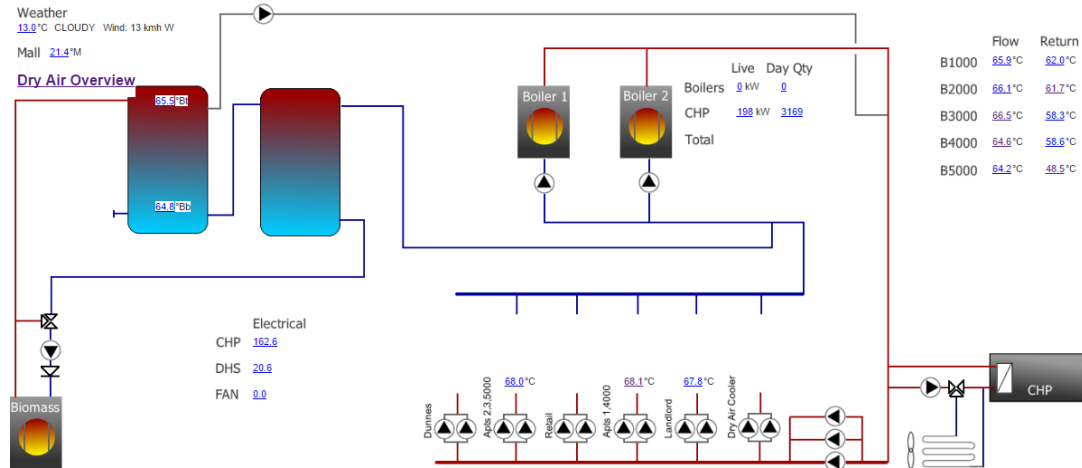 Weather
13.0°C CLOUDY Wind: 13 kmh W
Mall 21.4°M
Dry Air Overview
65.5°Bt
64.8°Bb
Boiler 1
Boiler 2
Live Day Qty
Boilers 0 kW 0
CHP 198 kW 3169
Total
Flow Return
B1000 65.9°C 62.0°C
B2000 66.1°C 61.7°C
B3000 66.5°C 58.3°C
B4000 64.6°C 58.6°C
B5000 64.2°C 48.5°C
Electrical
CHP 162.6
DHS 20.6
FAN 0.0
Biomass
68.0°C
68.1°C
67.8°C
Dunnes
Apts 2,3,5000
Retail
Apts 1,4000
Landlord
Dry Air Cooler
CHP